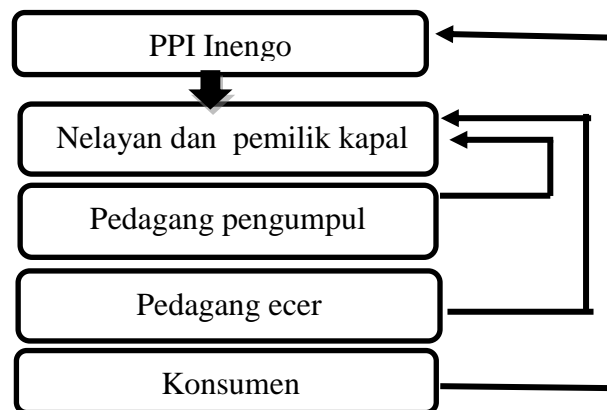 PPI Inengo
Nelayan dan pemilik kapal
Pedagang pengumpul
Pedagang ecer
Konsumen